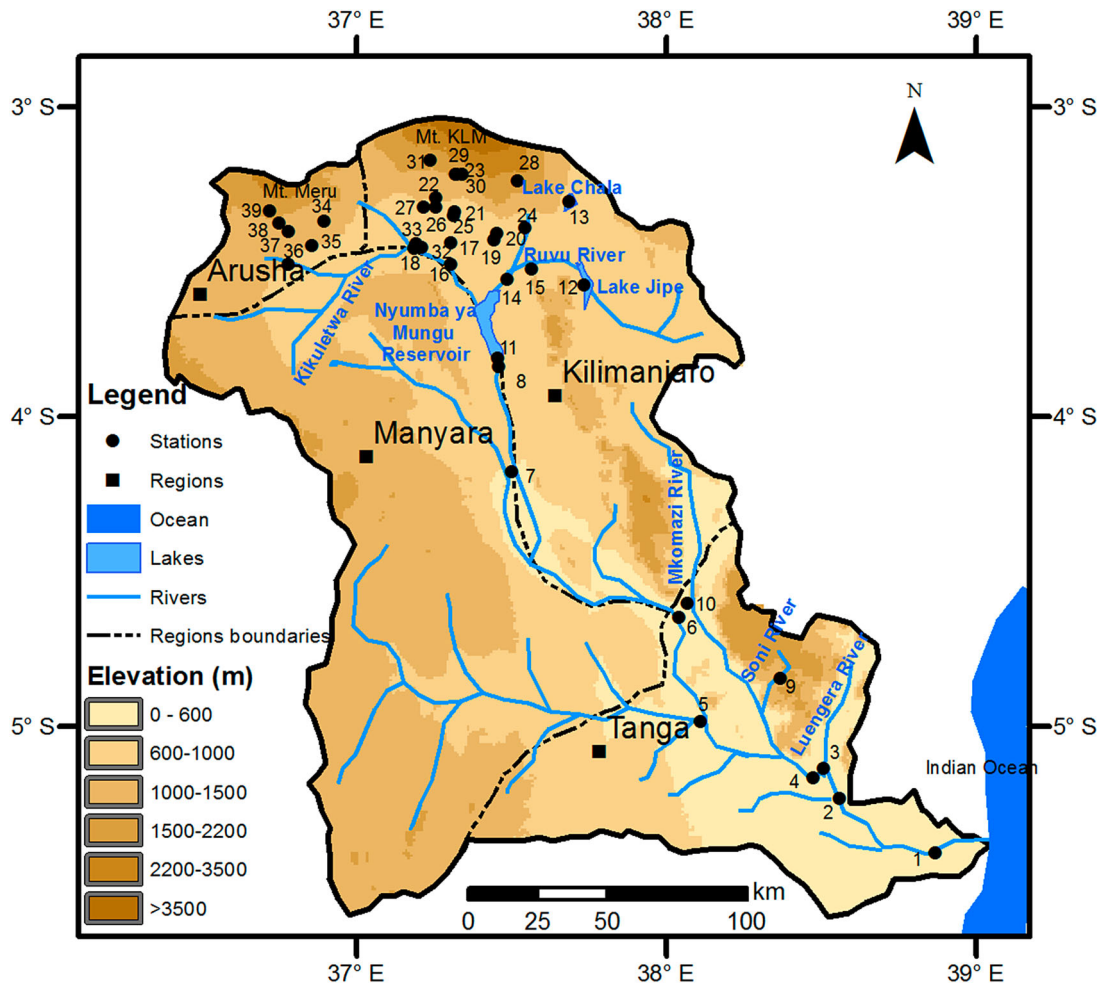 37° E 38° E 39° E
3° S 3° S
N
Mt. KLM
31 29 28
23
30
22
Mt. Meru
34
Lake Chala
13
39
27
26
21
25
24
38
33
37
36
35
18
32
17
19
20
16
Ruvu River
Arusha
14
15
12
Lake Jipe
Kikuletwa River
Nyumba ya
Mungu
Reservoir
11
8
Kilimanjaro
Legend
4° S 4° S
Manyara
Stations
7
Regions
Mkomazi River
Ocean
Lakes
Rivers
10
6
Regions boundaries
Soni River
Luengera River
Elevation (m)
9
0 - 600
5
5° S 5° S
Tanga
600-1000
3
Indian Ocean
4
1000-1500
2
1500-2200
1
2200-3500
km
>3500
0 25 50 100
37° E 38° E 39° E